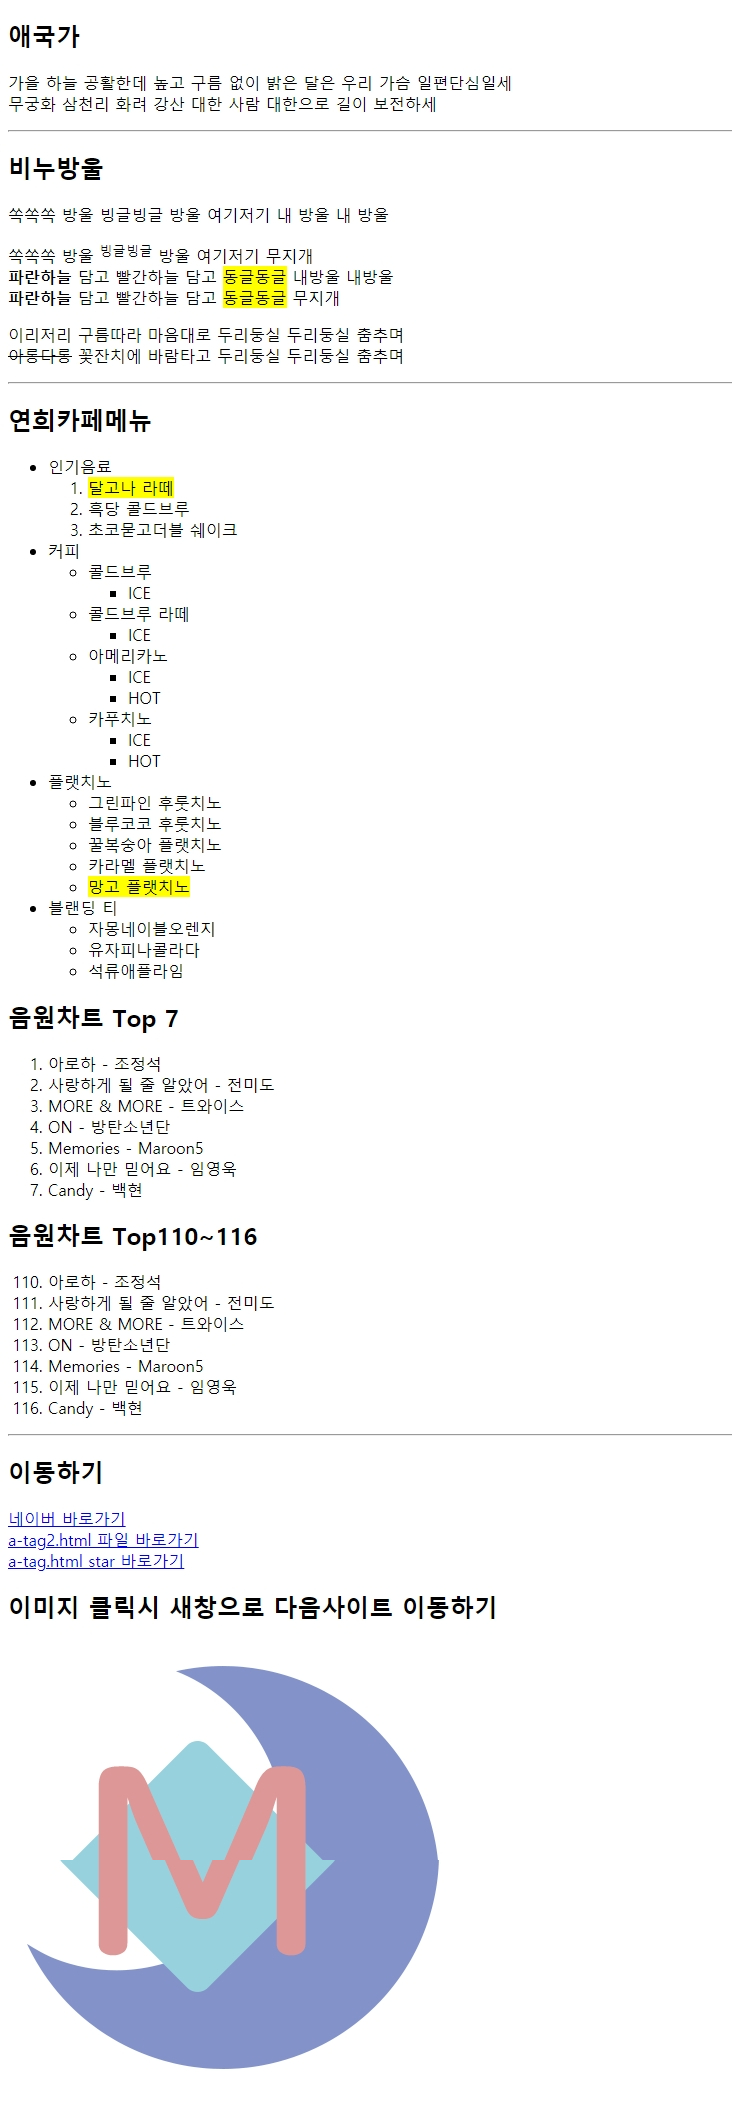 애국가
가을 하늘 공활한데 높고 구름 없이 밝은 달은 우리 가슴 일편단심일세
무궁화 삼천리 화려 강산 대한 사람 대한으로 길이 보전하세
비누방울
쏙쏙쏙 방울 빙글빙글 방울 여기저기 내 방울 내 방울
쏙쏙쏙 방울 빙글빙글 방울 여기저기 무지개
파란하늘 담고 빨간하늘 담고 동글동글 내방울 내방울
파란하늘 담고 빨간하늘 담고 동글동글 무지개
이리저리 구름따라 마음대로 두리둥실 두리둥실 춤추며
아롱다롱 꽃잔치에 바람타고 두리둥실 두리둥실 춤추며
연희카페메뉴
• 인기음료
1. 달고나 라떼
2. 흑당 콜드브루
3. 초코묻고더블 쉐이크
• 커피
◦ 콜드브루
▪ ICE
◦ 콜드브루 라떼
▪ ICE
◦ 아메리카노
▪ ICE
▪ HOT
◦ 카푸치노
▪ ICE
▪ HOT
• 플랫치노
◦ 그린파인 후룻치노
◦ 블루코코 후룻치노
◦ 꿀복숭아 플랫치노
◦ 카라멜 플랫치노
◦ 망고 플랫치노
• 블랜딩 티
◦ 자몽네이블오렌지
◦ 유자피나콜라다
◦ 석류애플라임
음원차트 Top 7
1. 아로하 - 조정석
2. 사랑하게 될 줄 알았어 - 전미도
3. MORE & MORE - 트와이스
4. ON - 방탄소년단
5. Memories - Maroon5
6. 이제 나만 믿어요 - 임영욱
7. Candy - 백현
음원차트 Top110~116
110. 아로하 - 조정석
111. 사랑하게 될 줄 알았어 - 전미도
112. MORE & MORE - 트와이스
113. ON - 방탄소년단
114. Memories - Maroon5
115. 이제 나만 믿어요 - 임영욱
116. Candy - 백현
이동하기
네이버 바로가기
a-tag2.html 파일 바로가기
a-tag.html star 바로가기
이미지 클릭시 새창으로 다음사이트 이동하기
M